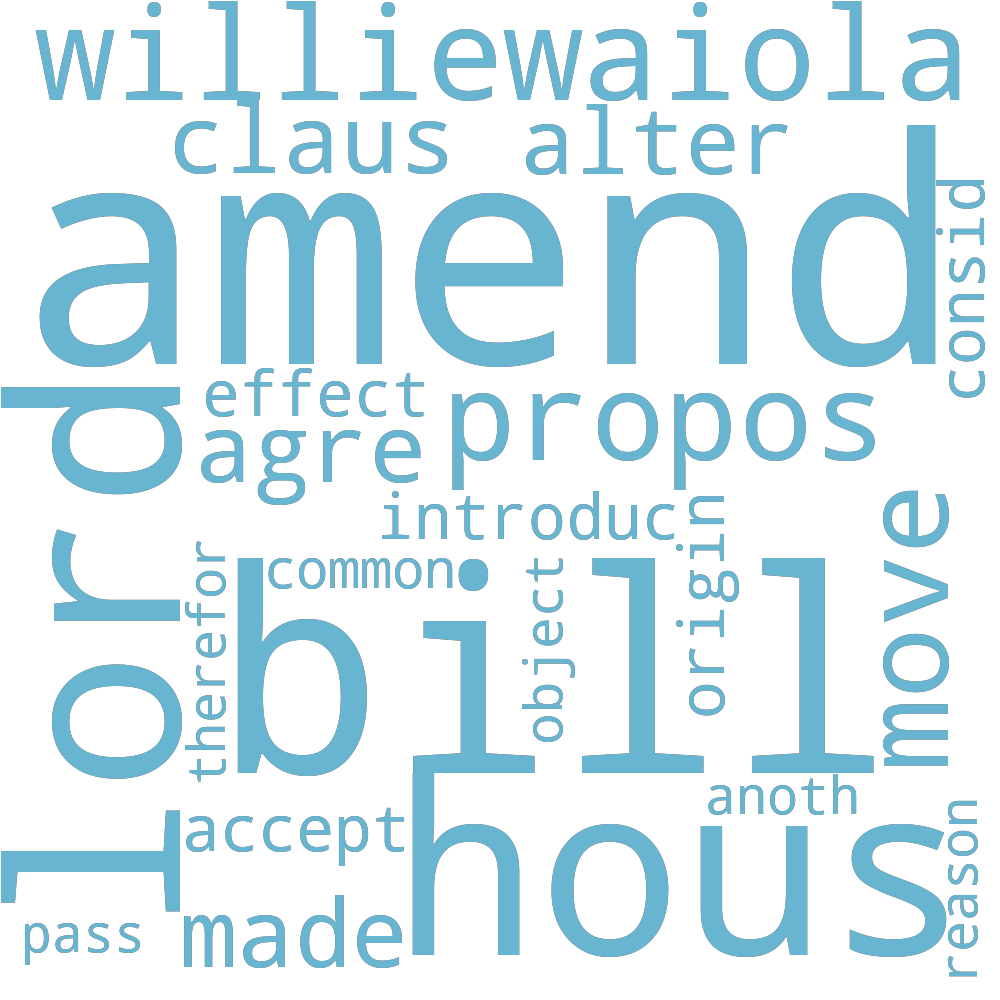 williewaiola
claus alter
amend
consid
lord
effect
agre
propos
introduc
common
therefor
bill
object
origin
move
anoth
accept
hous
reason
pass
made